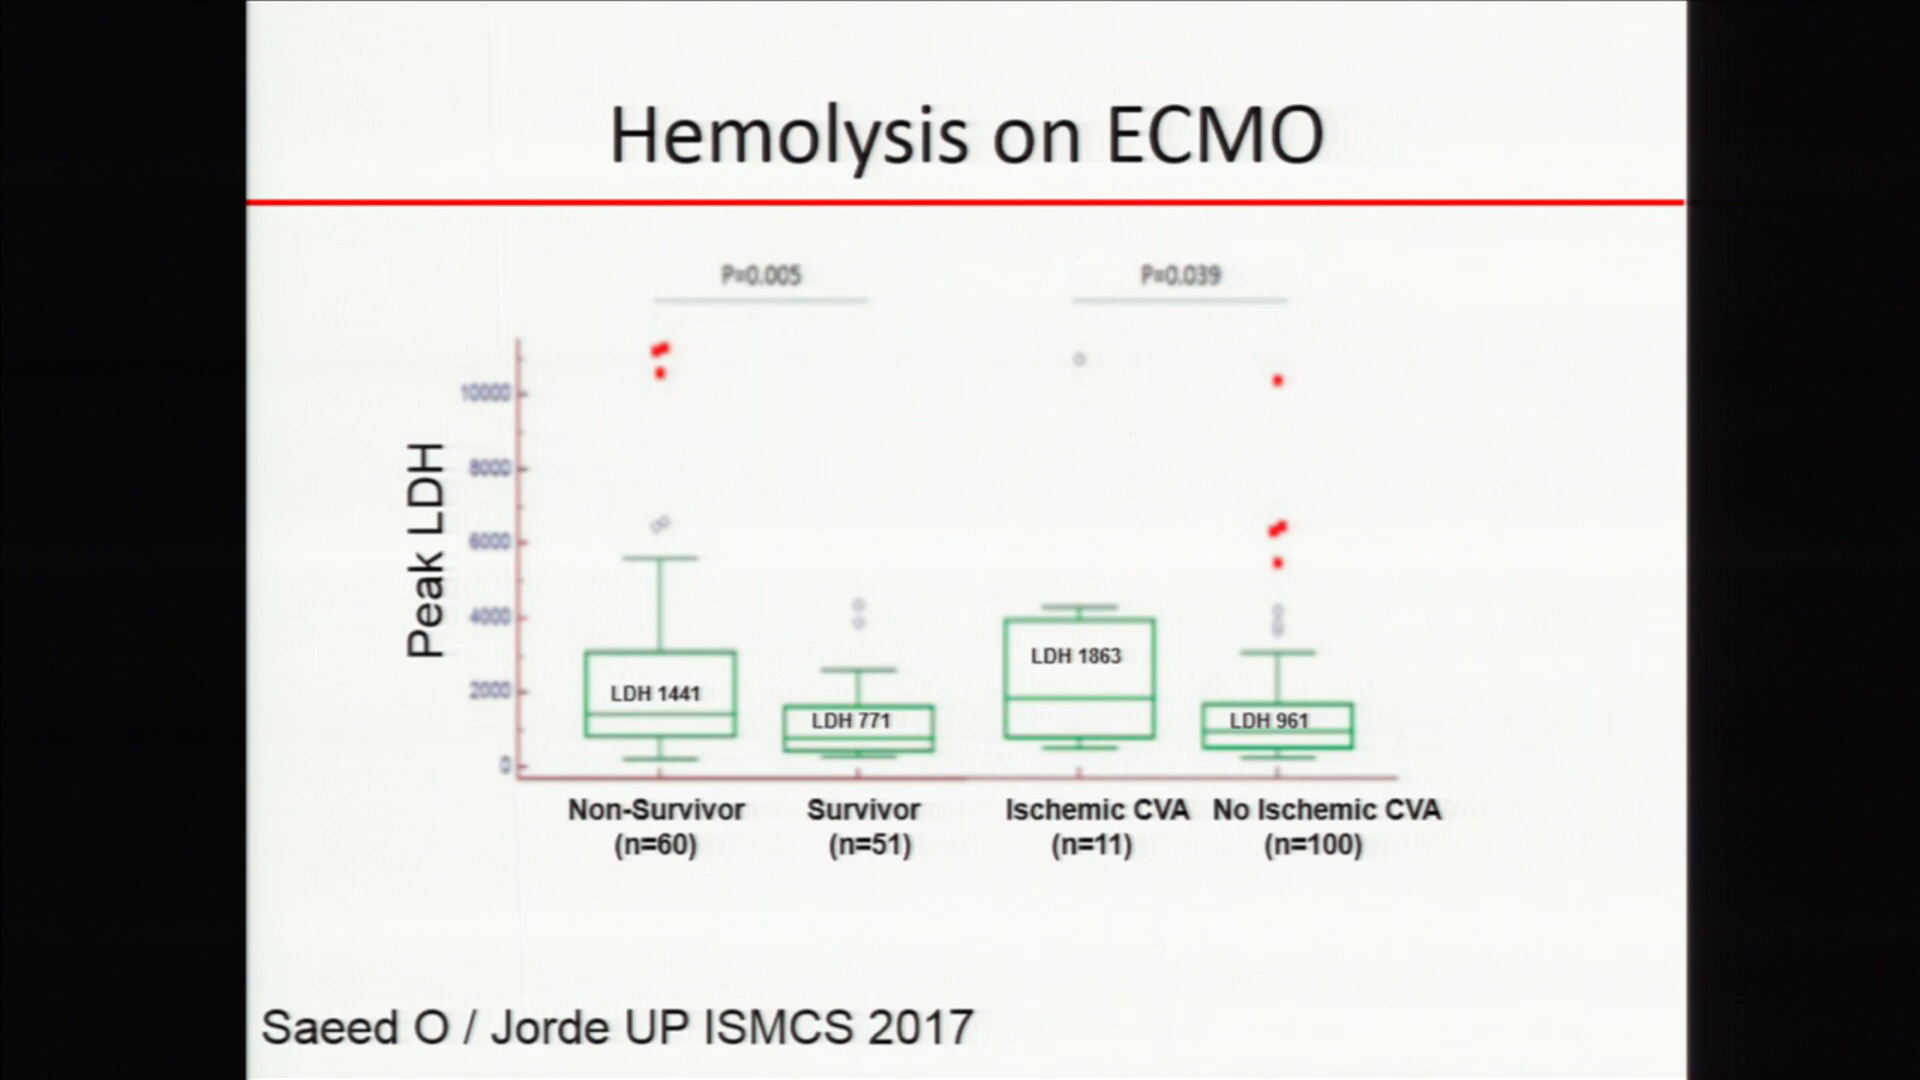 Hemolysis on ECMO
P=0.005
P=0.039
Peak LDH
10000
8000
6000
4000
2000
0
LDH 1441
LDH 771
LDH 1863
LDH 961
Non-Survivor
(n=60)
Survivor
(n=51)
Ischemic CVA
(n=11)
No Ischemic CVA
(n=100)
Saeed O / Jorde UP ISMCS 2017